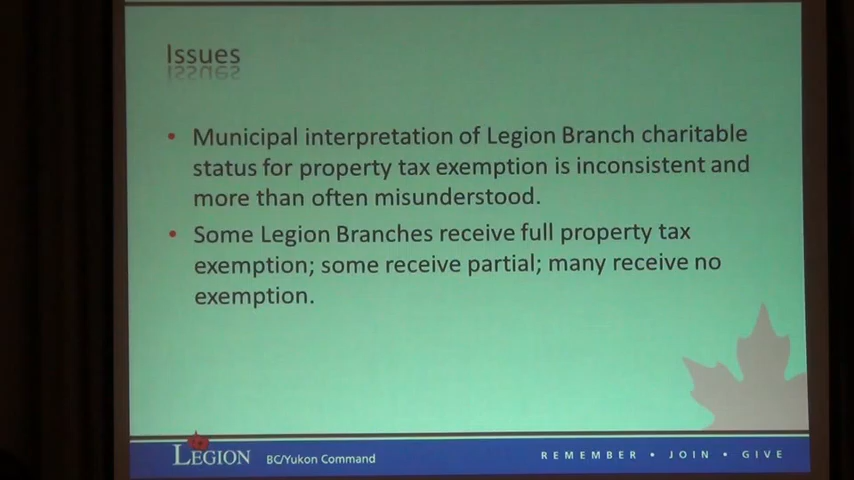 Issues
• Municipal interpretation of Legion Branch charitable
status for property tax exemption is inconsistent and
more than often misunderstood.
• Some Legion Branches receive full property tax
exemption; some receive partial; many receive no
exemption.
LEGION BC/Yukon Command REMEMBER • JOIN • GIVE